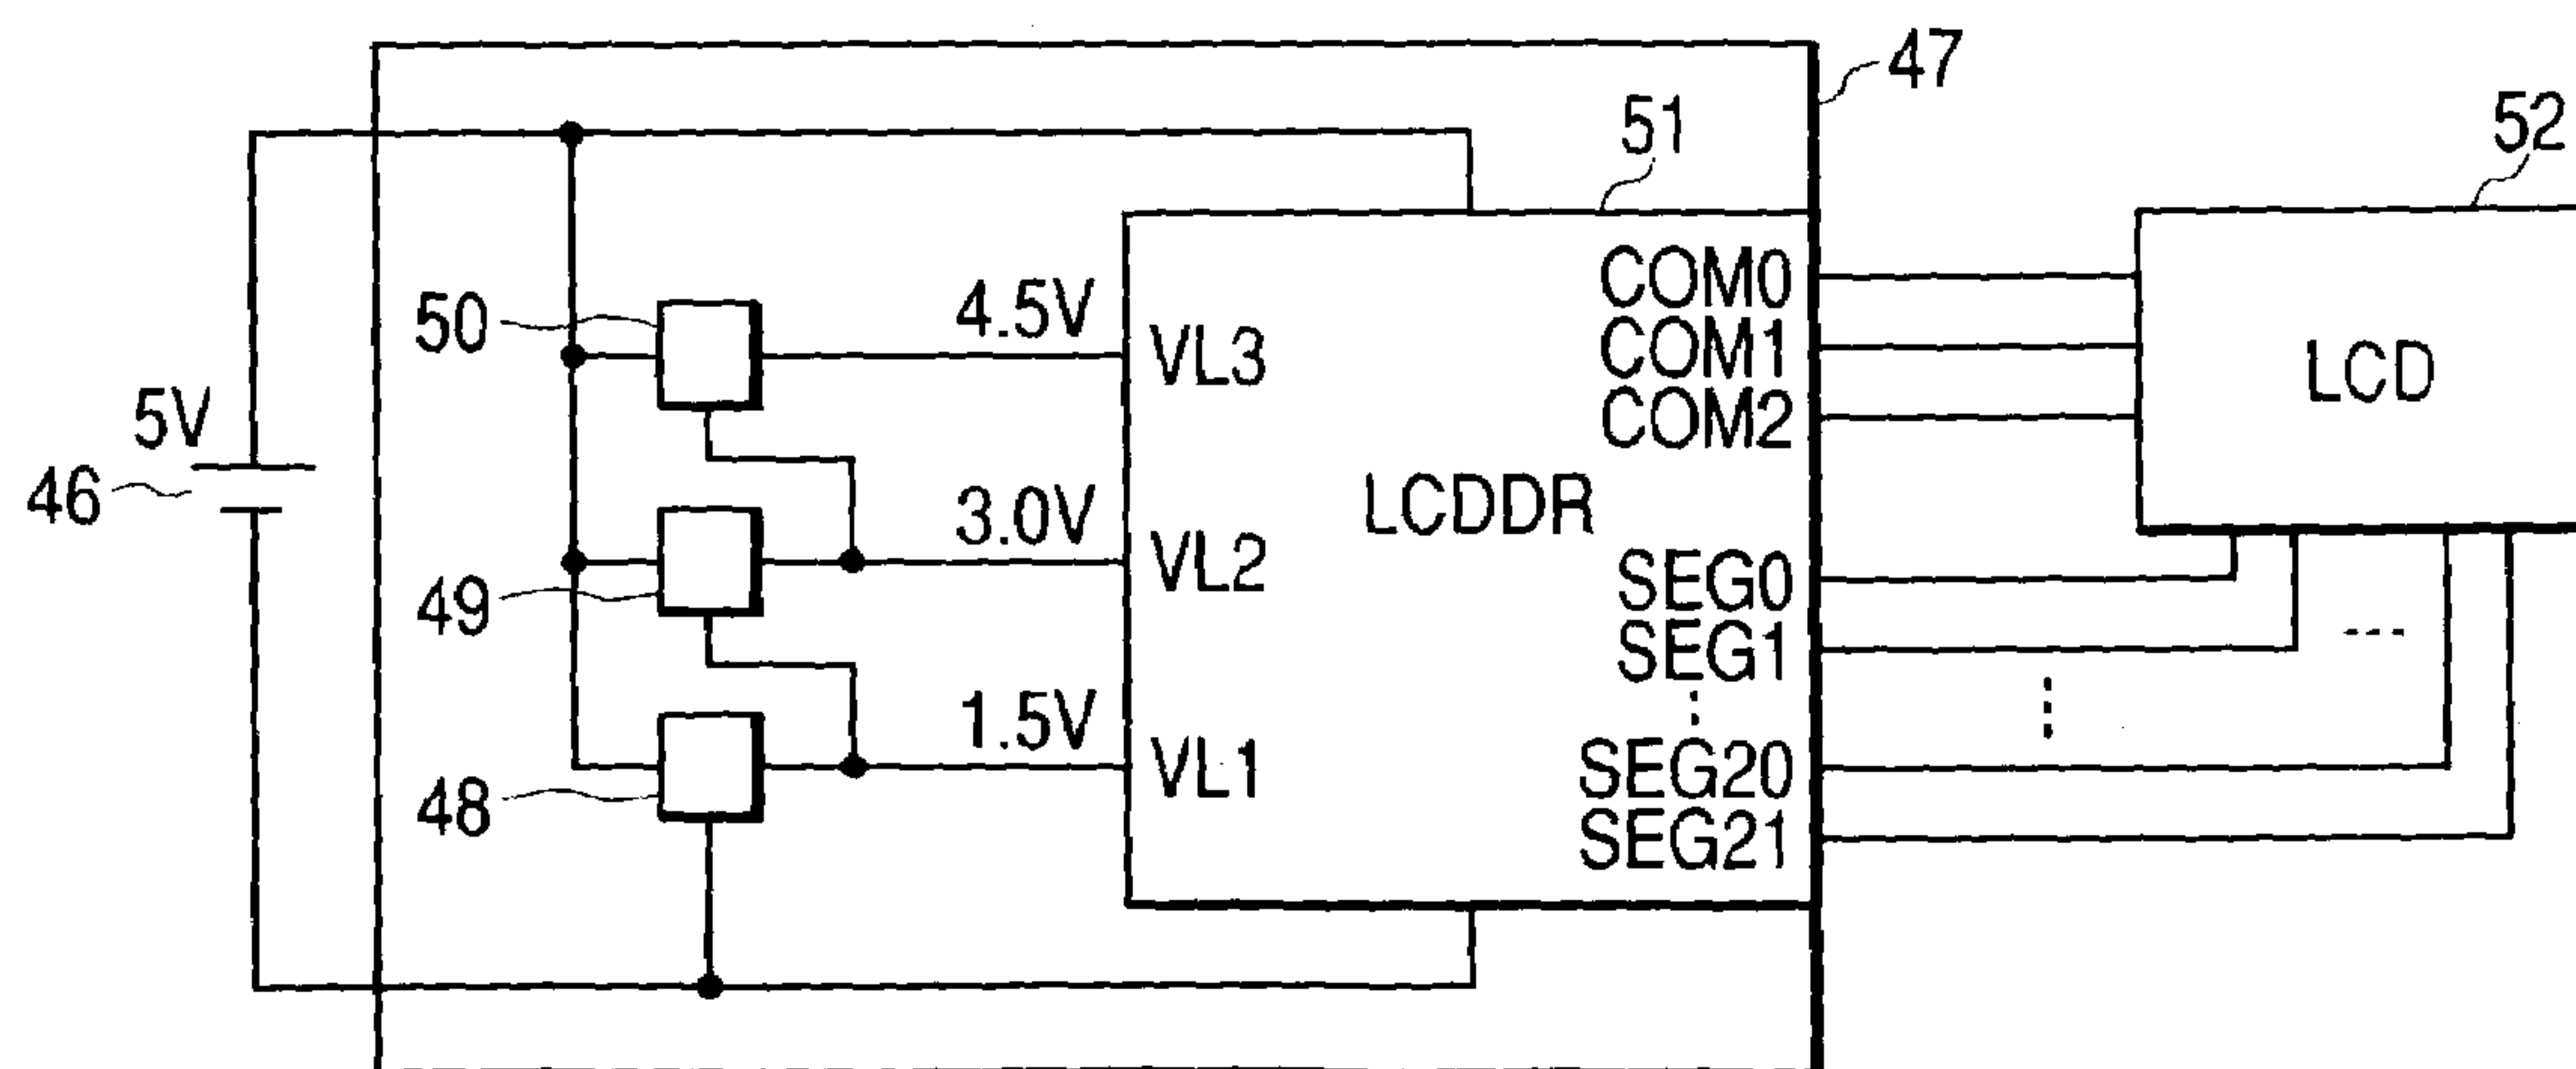 47
51
52
COM0
50
4.5V
VL3
COM1
LCD
5V
COM2
46
3.0V
LCDDR
VL2
SEG0
49
SEG1
1.5V
VL1
SEG20
48
SEG21